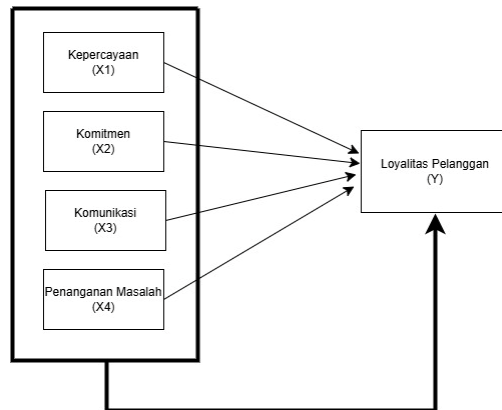 Kepercayaan
(X1)
Komitmen
(X2)
Komunikasi
(X3)
Penanganan Masalah
(X4)
Loyalitas Pelanggan
(Y)